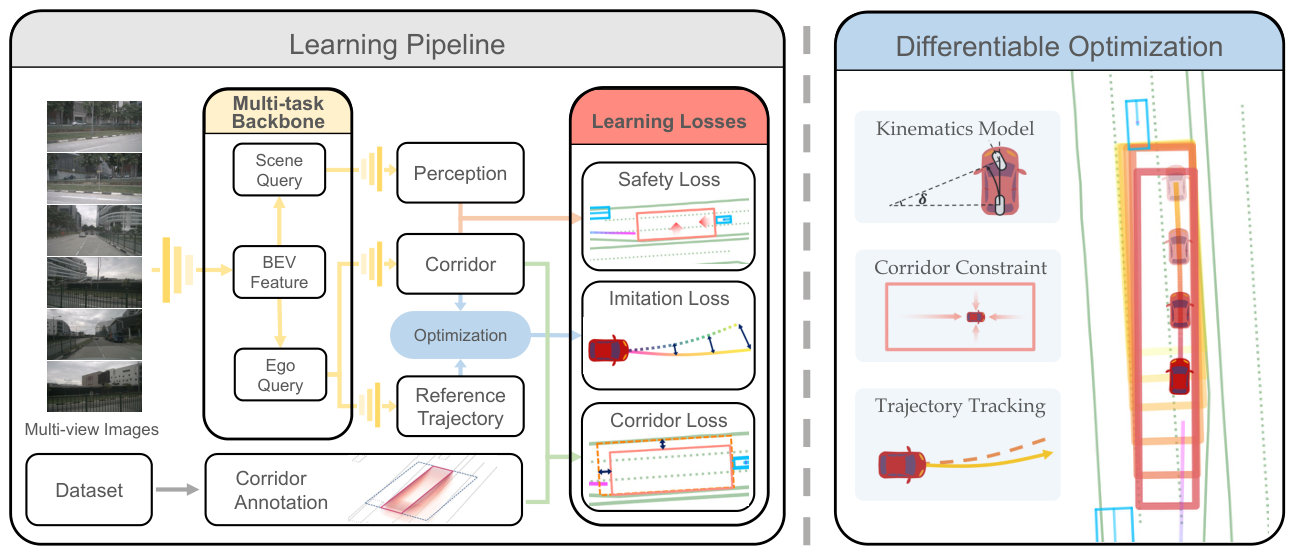 Learning Pipeline
Multi-task
Backbone
Scene
Query
BEV
Feature
Ego
Query
Multi-view Images
Perception
Corridor
Optimization
Reference
Trajectory
Dataset
Corridor
Annotation
Learning Losses
Safety Loss
Imitation Loss
Corridor Loss
Differentiable Optimization
Kinematics Model
δ
Corridor Constraint
Trajectory Tracking